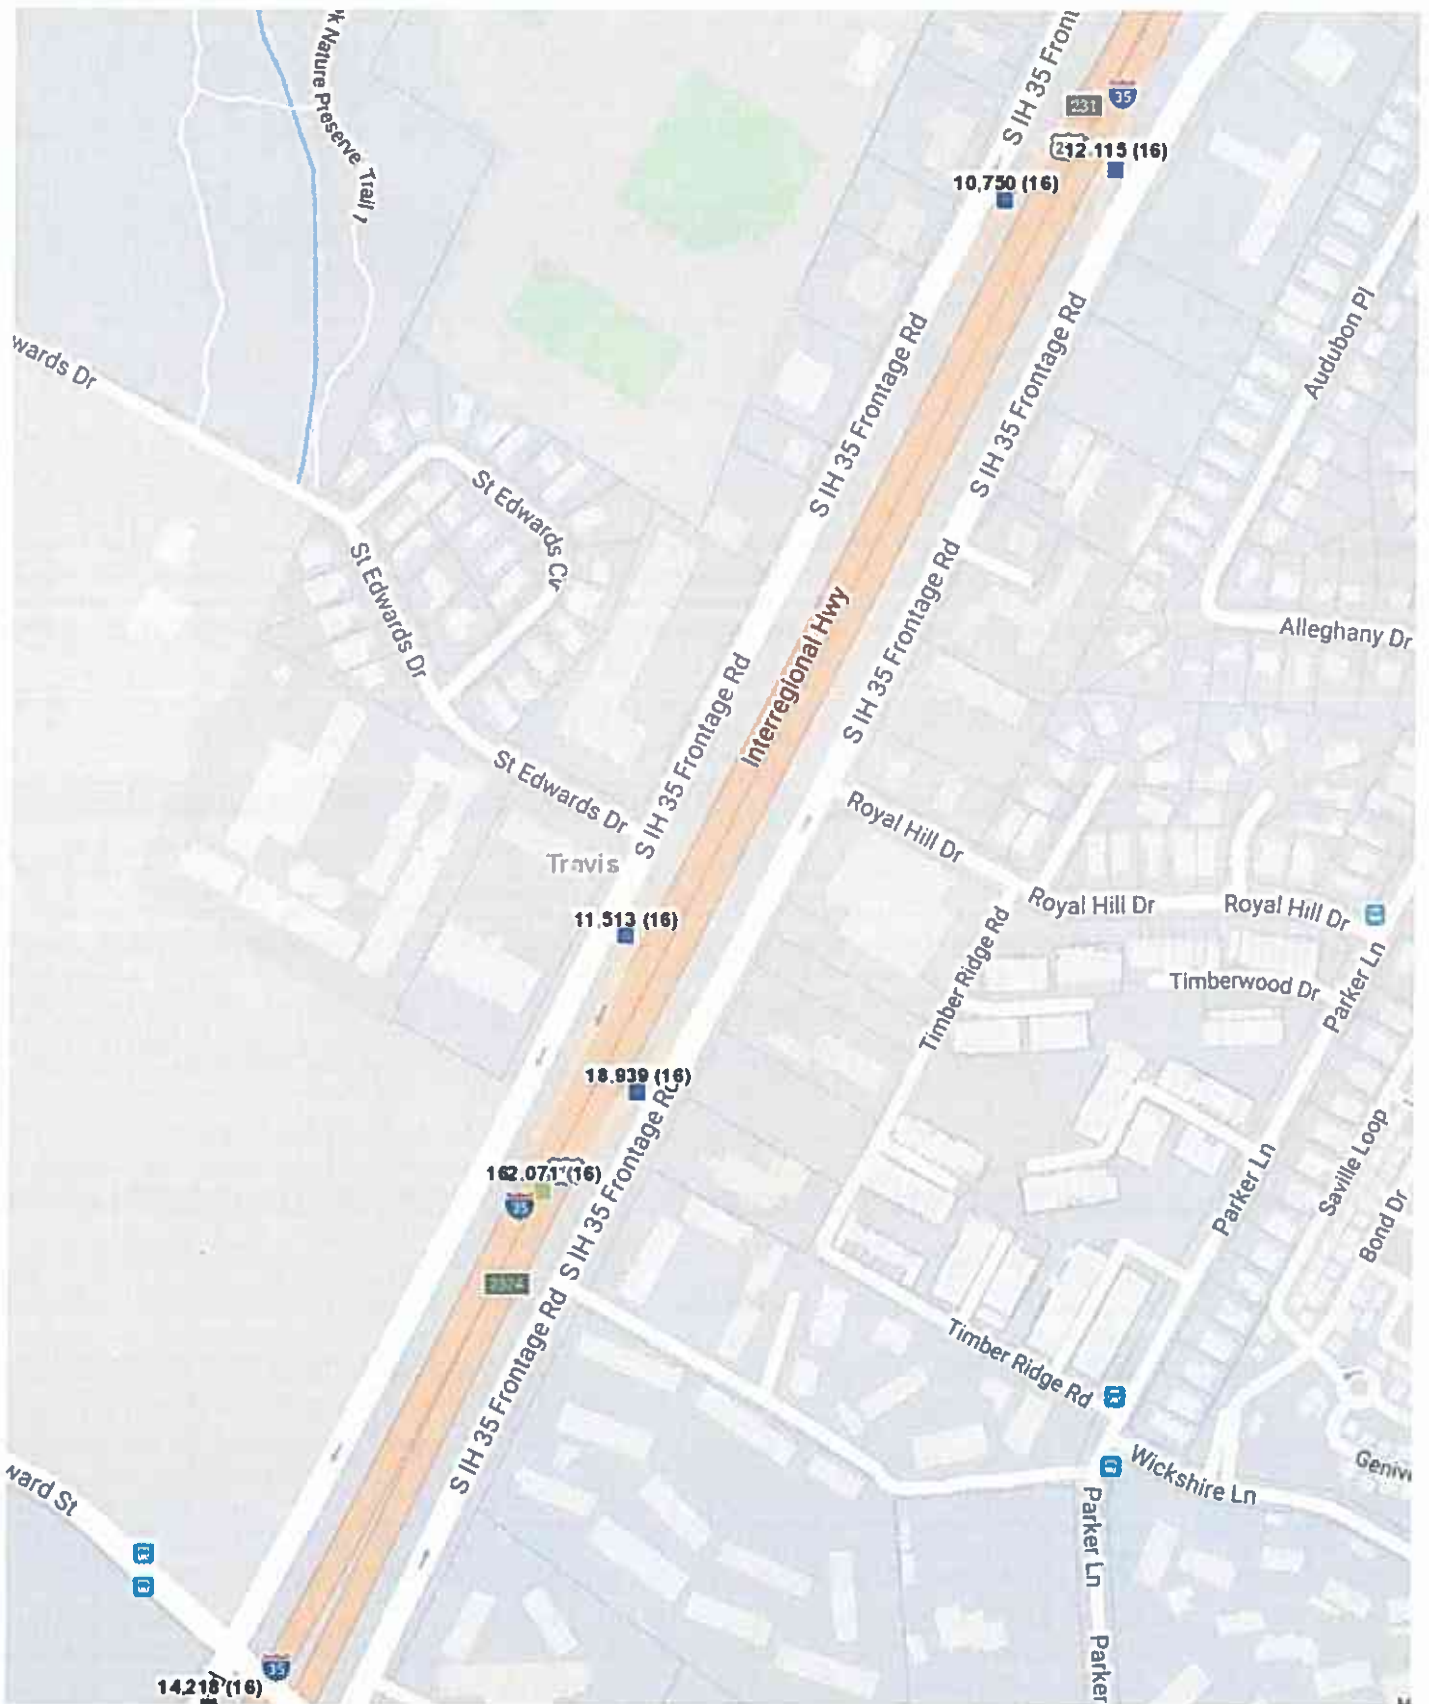 k Nature Preserve Trail 7
S IH 35 Fron
35
231
12.115 (16)
10,750 (16)
Audubon Pl
wards Dr
S IH 35 Frontage Rd
S IH 35 Frontage Rd
St Edwards Cv
St Edwards Dr
S IH 35 Frontage Rd
Interregional Hwy
Alleghany Dr
S IH 35 Frontage Rd
St Edwards Dr
Royal Hill Dr
Travis
Royal Hill Dr
Royal Hill Dr
11,513 (16)
Timber Ridge Rd
Timberwood Dr
Parker Ln
18.939 (16)
S IH 35 Frontage Rd
(16)
35
Parker Ln
Saville Loop
Bond Dr
S IH 35 Frontage Rd
Timber Ridge Rd
Wickshire Ln
Geniv
ward St
Parker Ln
Parker
35
14,218 (16)